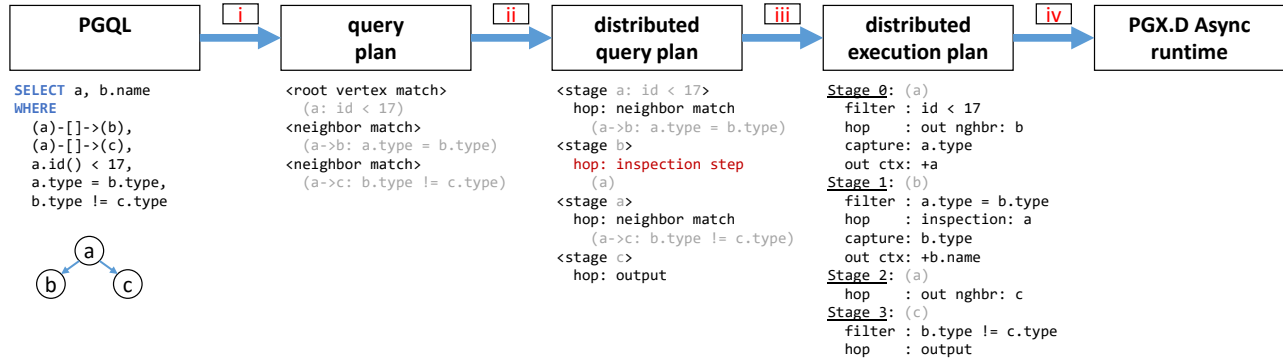 PGQL
SELECT a, b.name
WHERE
(a)-[]->(b),
(a)-[]->(c),
a.id() < 17,
a.type = b.type,
b.type != c.type
a
b
c
i
query
plan
<root vertex match>
(a: id < 17)
<neighbor match>
(a->b: a.type = b.type)
<neighbor match>
(a->c: b.type != c.type)
ii
distributed
query plan
<stage a: id < 17>
hop: neighbor match
(a->b: a.type = b.type)
<stage b>
hop: inspection step
(a)
<stage a>
hop: neighbor match
(a->c: b.type != c.type)
<stage c>
hop: output
iii
distributed
execution plan
Stage 0: (a)
filter : id < 17
hop    : out nghbr: b
capture: a.type
out ctx: +a
Stage 1: (b)
filter : a.type = b.type
hop    : inspection: a
capture: b.type
out ctx: +b.name
Stage 2: (a)
hop    : out nghbr: c
Stage 3: (c)
filter : b.type != c.type
hop    : output
iv
PGX.D Async
runtime